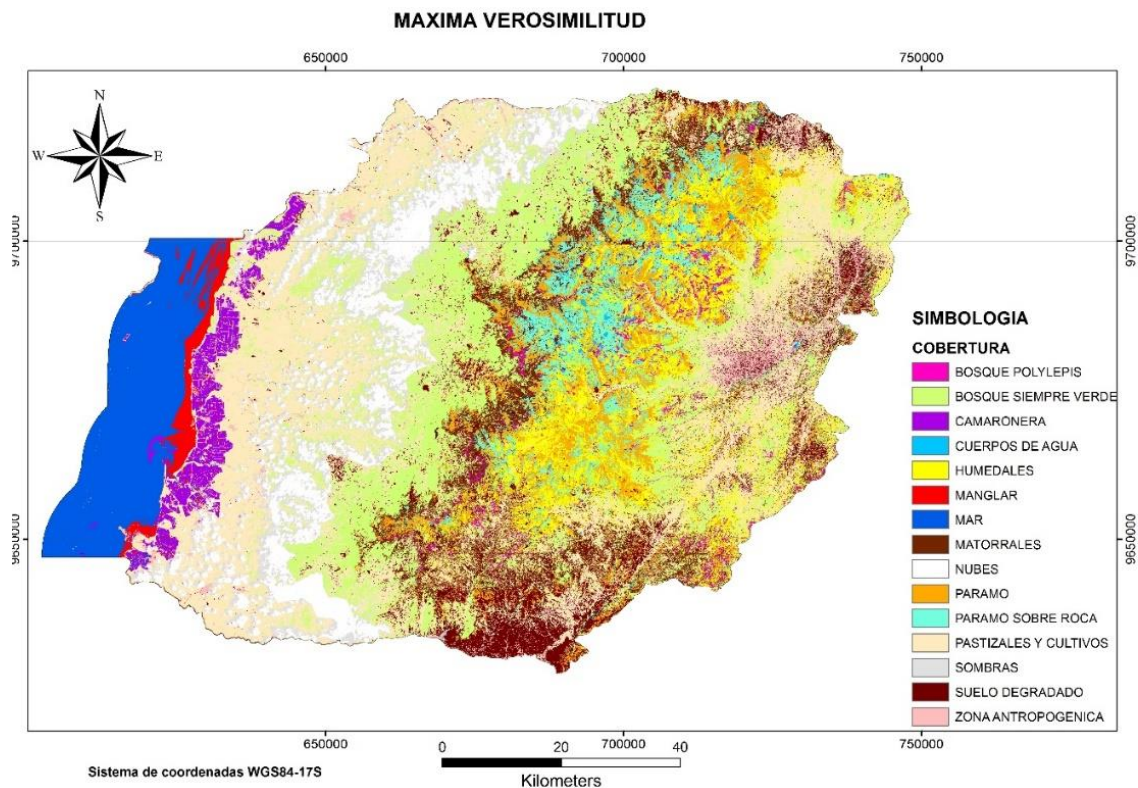 MAXIMA VEROSIMILITUD
650000 700000 750000
N
W E
S
9700000 9700000
9650000 9650000
SIMBOLOGIA
COBERTURA
BOSQUE POLYLEPIS
BOSQUE SIEMPRE VERDE
CAMARONERA
CUERPOS DE AGUA
HUMEDALES
MANGLAR
MAR
MATORRALES
NUBES
PARAMO
PARAMO SOBRE ROCA
PASTIZALES Y CULTIVOS
SOMBRAS
SUELO DEGRADADO
ZONA ANTROPOGENICA
650000 700000 750000
0 20 40
Kilometers
Sistema de coordenadas WGS84-17S